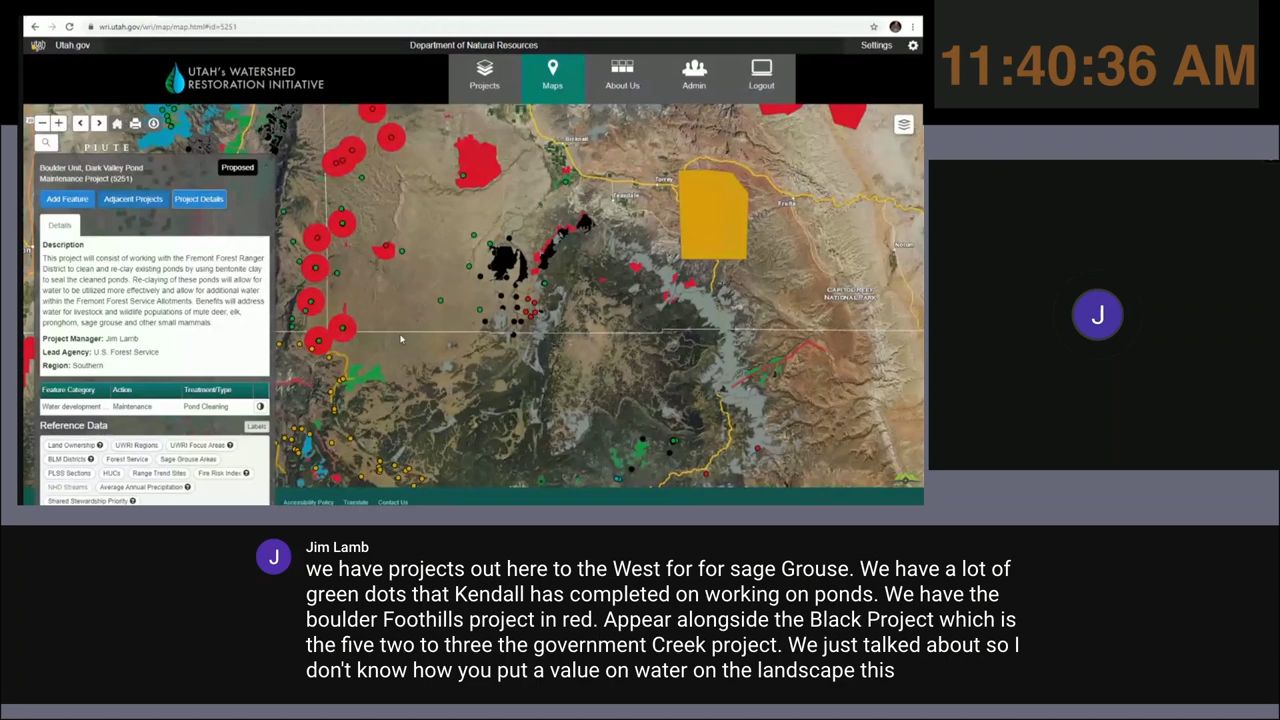 wri.utah.gov/wri/map/map.html#id=5251
Utah.gov
Department of Natural Resources
Settings
UTAH'S WATERSHED
RESTORATION INITIATIVE
Projects
Maps
About Us
Admin
Logout
11:40:36 AM
PIUTE
Boulder Unit, Dark Valley Pond
Maintenance Project (5251)
Proposed
Add Feature
Adjacent Projects
Project Details
Details
Description
This project will consist of working with the Fremont Forest Ranger
District to clean and re-clay existing ponds by using bentonite clay
to seal the cleaned ponds. Re-claying of these ponds will allow for
water to be utilized more effectively and allow for additional water
within the Fremont Forest Service Allotments. Benefits will address
water for livestock and wildlife populations of mule deer, elk,
pronghorn, sage grouse and other small mammals.
Project Manager: Jim Lamb
Lead Agency: U.S. Forest Service
Region: Southern
Feature Category Action Treatment/Type
Water development ... Maintenance Pond Cleaning
Reference Data
Labels
Land Ownership ? UWRI Regions UWRI Focus Areas ?
BLM Districts ? Forest Service Sage Grouse Areas
PLSS Sections HUCs Range Trend Sites Fire Risk Index ?
NHD Streams Average Annual Precipitation ?
Shared Stewardship Priority ?
Bicknell
Teasdale
Torrey
Fruita
Notom
CAPITOL REEF
NATIONAL PARK
Accessibility Policy Translate Contact Us
J
J
Jim Lamb
we have projects out here to the West for for sage Grouse. We have a lot of
green dots that Kendall has completed on working on ponds. We have the
boulder Foothills project in red. Appear alongside the Black Project which is
the five two to three the government Creek project. We just talked about so I
don't know how you put a value on water on the landscape this